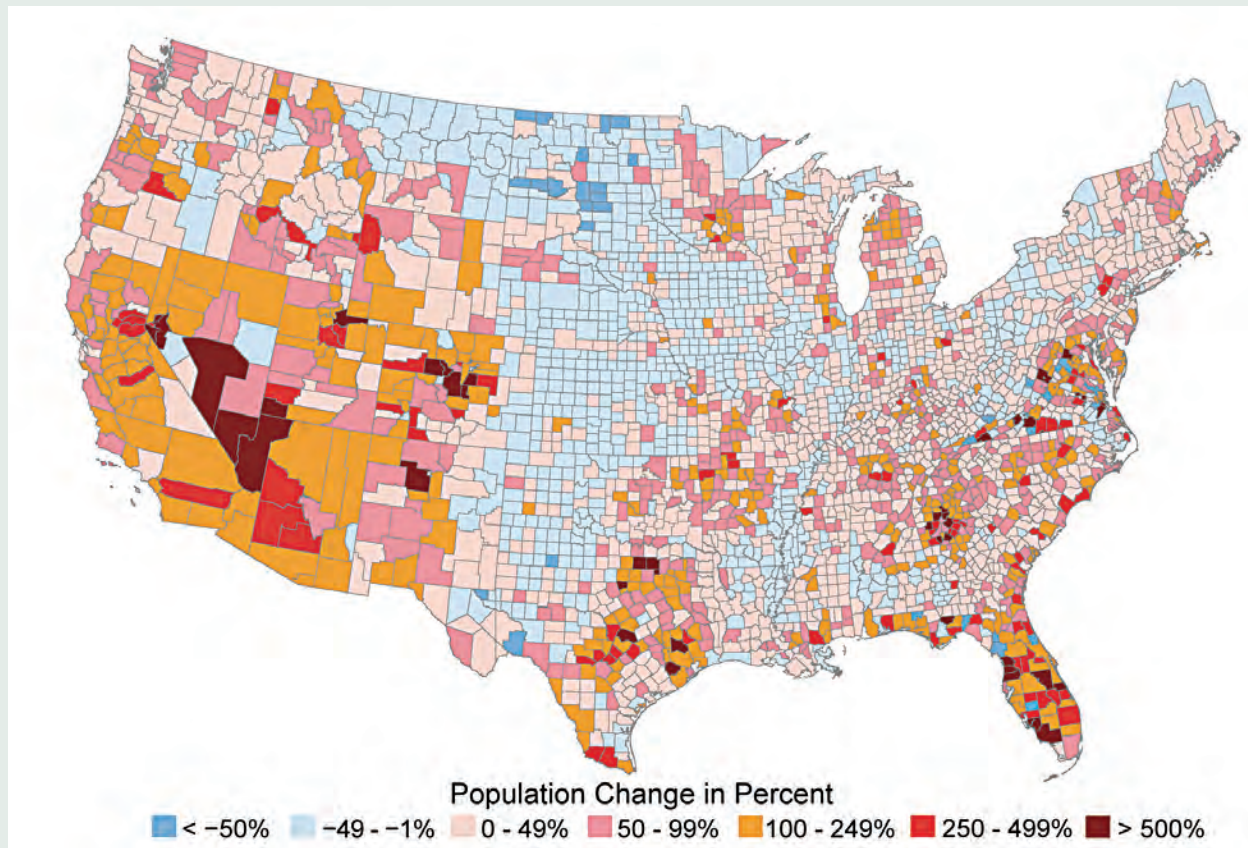 Population Change in Percent
< −50% −49 - −1% 0 - 49% 50 - 99% 100 - 249% 250 - 499% > 500%